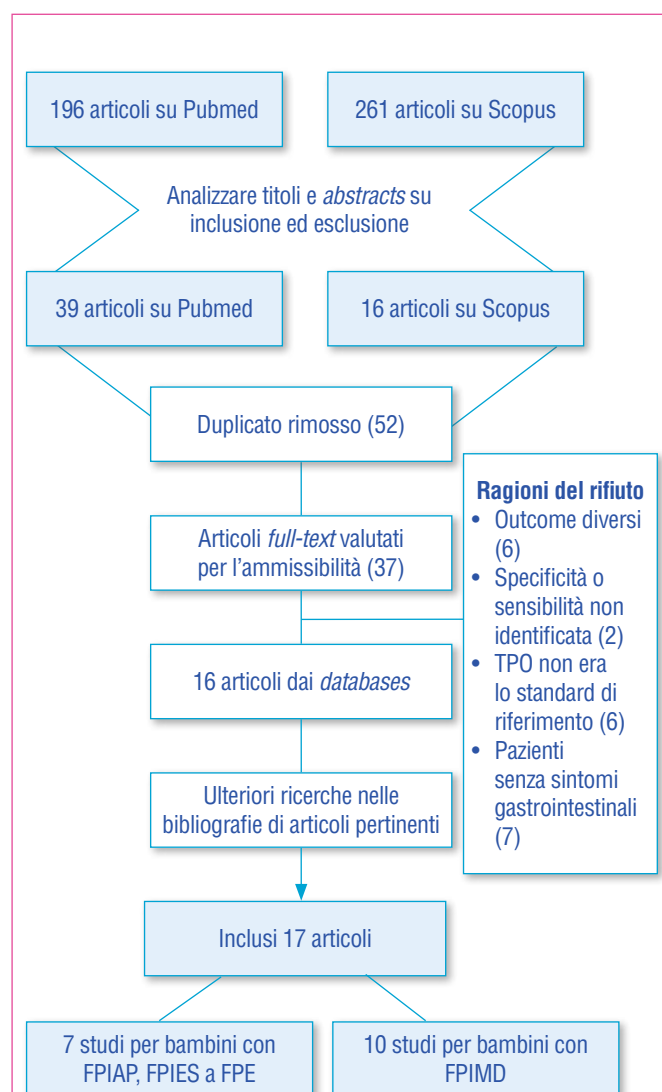 196 articoli su Pubmed
261 articoli su Scopus
Analizzare titoli e abstracts su
inclusione ed esclusione
39 articoli su Pubmed
16 articoli su Scopus
Duplicato rimosso (52)
Articoli full-text valutati
per l’ammissibilità (37)
Ragioni del rifiuto
• Outcome diversi
(6)
• Specificità o
sensibilità non
identificata (2)
• TPO non era
lo standard di
riferimento (6)
• Pazienti
senza sintomi
gastrointestinali
(7)
16 articoli dai databases
Ulteriori ricerche nelle
bibliografie di articoli pertinenti
Inclusi 17 articoli
7 studi per bambini con
FPIAP, FPIES a FPE
10 studi per bambini con
FPIMD